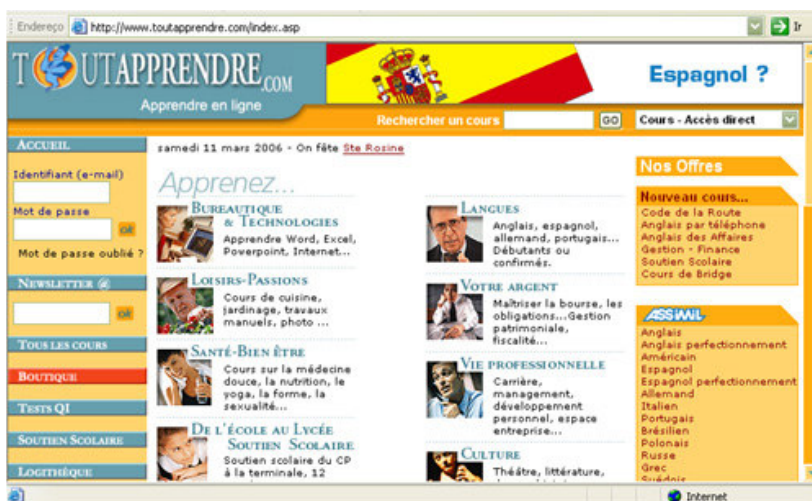 Endereço http://www.toutapprendre.com/index.asp Ir
TOUTAPPRENDRE.COM
Apprendre en ligne
Espagnol ?
Rechercher un cours GO Cours - Accès direct
ACCUEIL
Identifiant (e-mail)
Mot de passe
ok
Mot de passe oublié ?
NEWSLETTER @
ok
TOUS LES COURS
BOUTIQUE
TESTS QI
SOUTIEN SCOLAIRE
LOGITHÈQUE
samedi 11 mars 2006 - On fête Ste Rosine
Apprenez...
BUREAUTIQUE
& TECHNOLOGIES
Apprendre Word, Excel,
Powerpoint, Internet...
LOISIRS-PASSIONS
Cours de cuisine,
jardinage, travaux
manuels, photo ...
SANTÉ-BIEN ÊTRE
Cours sur la médecine
douce, la nutrition, le
yoga, la forme, la
sexualité...
DE L'ÉCOLE AU LYCÉE
SOUTIEN SCOLAIRE
Soutien scolaire du CP
à la terminale, 12
LANGUES
Anglais, espagnol,
allemand, portugais...
Débutants ou
confirmés.
VOTRE ARGENT
Maîtriser la bourse, les
obligations...Gestion
patrimoniale,
fiscalité...
VIE PROFESSIONNELLE
Carrière,
management,
développement
personnel, espace
entreprise...
CULTURE
Théâtre, littérature,
Nos Offres
Nouveau cours...
Code de la Route
Anglais par téléphone
Anglais des Affaires
Gestion - Finance
Soutien Scolaire
Cours de Bridge
ASSiMiL
Anglais
Anglais perfectionnement
Américain
Espagnol
Espagnol perfectionnement
Allemand
Italien
Portugais
Brésilien
Polonais
Russe
Grec
Suédois
Internet